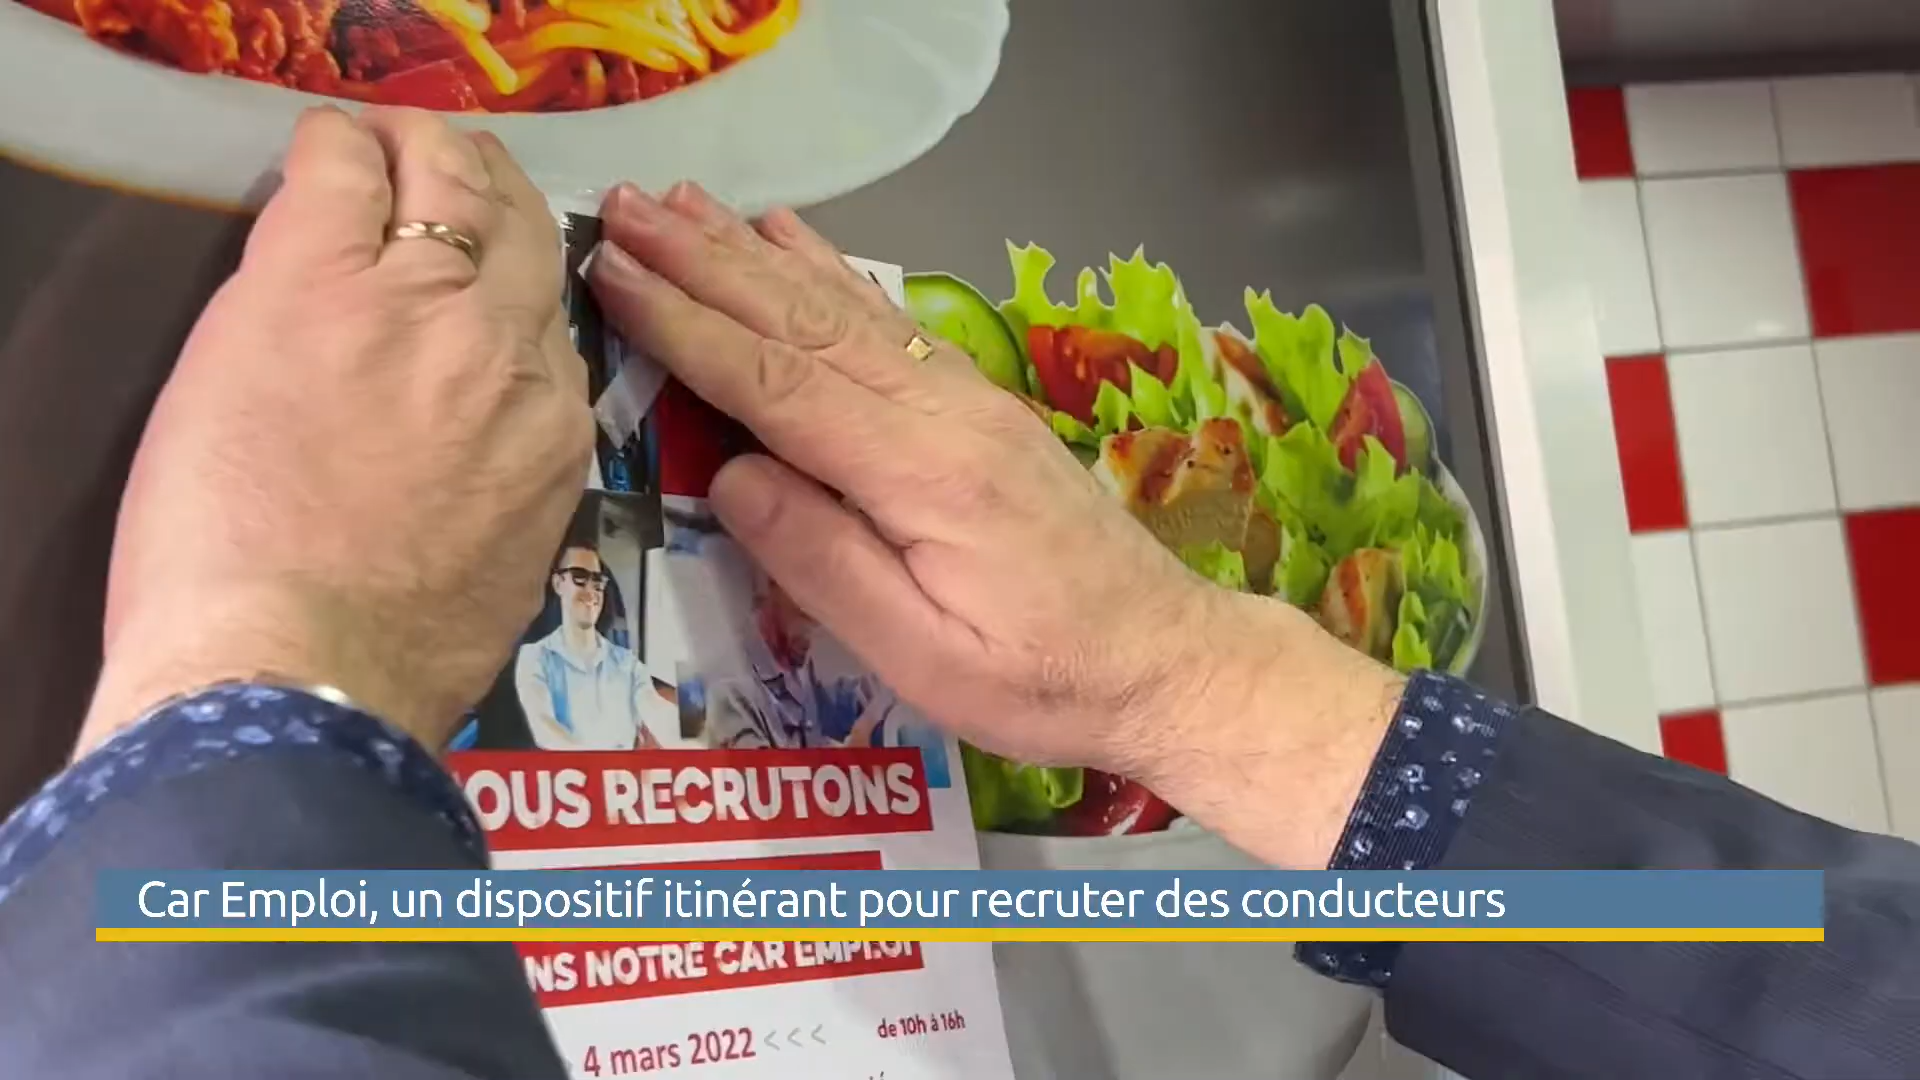 OUS RECRUTONS
Car Emploi, un dispositif itinérant pour recruter des conducteurs
NS NOTRE CAR EMPLOI
4 mars 2022 <<<
de 10h à 16h